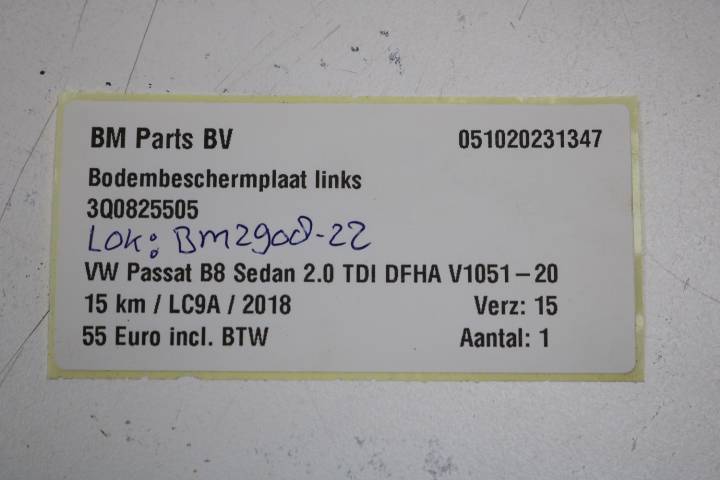 BM Parts BV 051020231347
Bodembeschermplaat links
3Q0825505
Lok: BM2908-22
VW Passat B8 Sedan 2.0 TDI DFHA V1051-20
15 km / LC9A / 2018 Verz: 15
55 Euro incl. BTW Aantal: 1